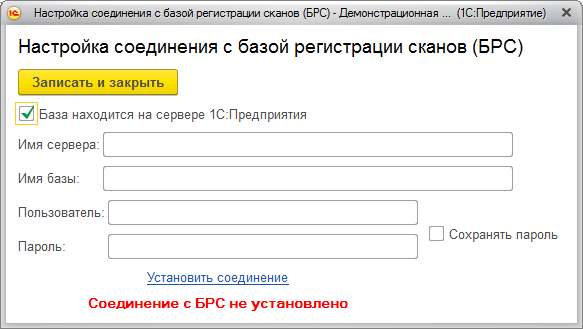 Настройка соединения с базой регистрации сканов (БРС) - Демонстрационная ... (1С:Предприятие)
Настройка соединения с базой регистрации сканов (БРС)
Записать и закрыть
База находится на сервере 1С:Предприятия
Имя сервера:
Имя базы:
Пользователь:
Пароль:
Сохранять пароль
Установить соединение
Соединение с БРС не установлено